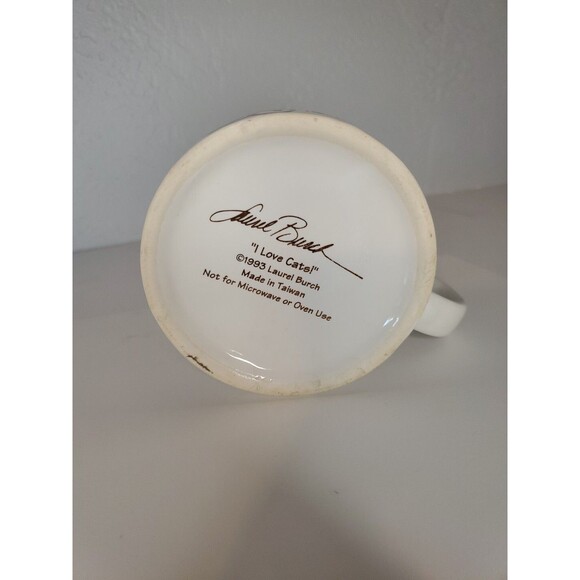 Laurel Burch
"I Love Cats!"
©1993 Laurel Burch
Made in Taiwan
Not for Microwave or Oven Use